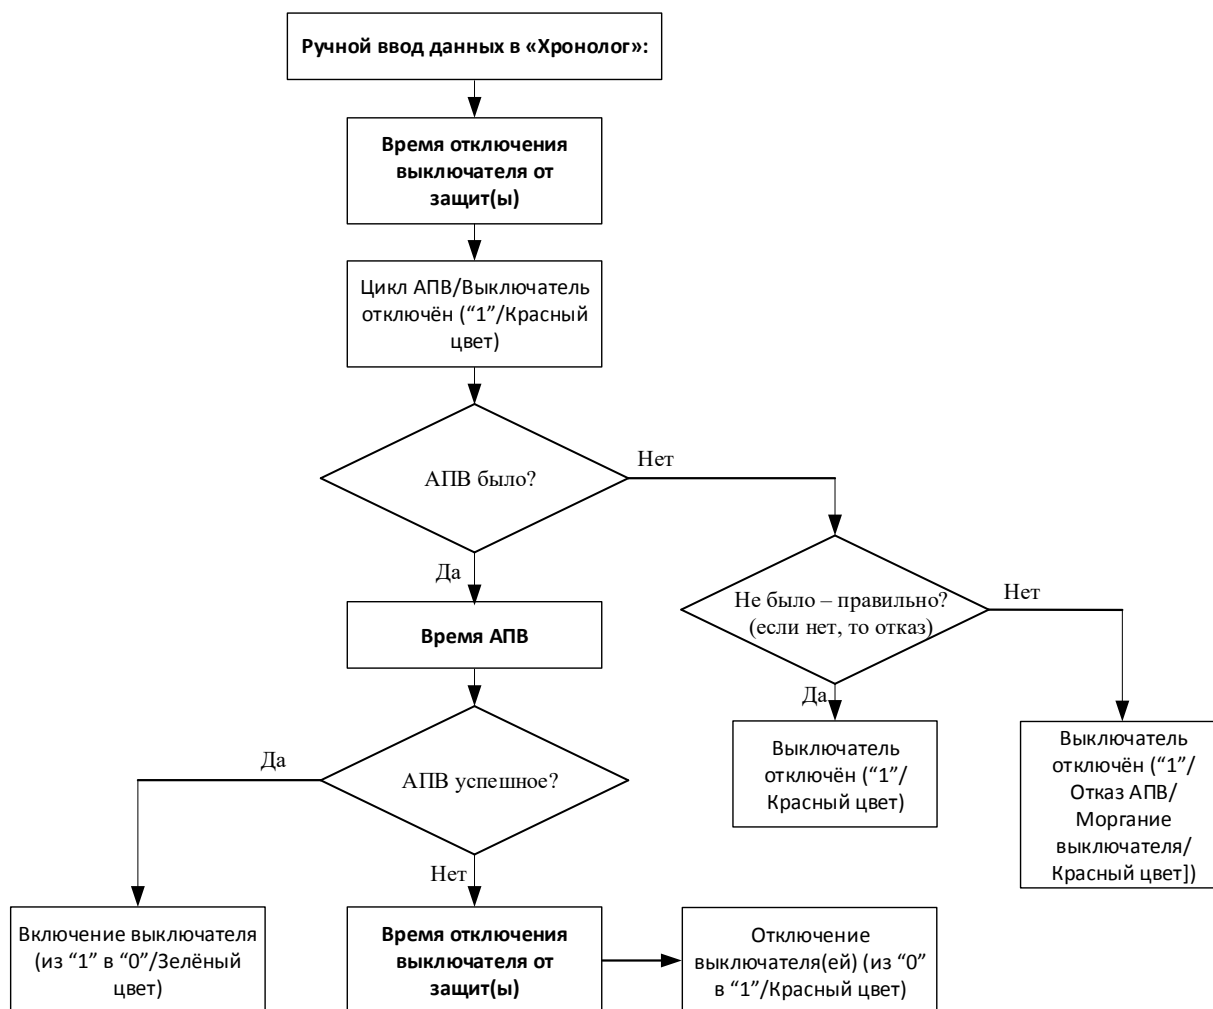 Ручной ввод данных в «Хронолог»:
Время отключения
выключателя от
защит(ы)
Цикл АПВ/Выключатель
отключён (“1”/Красный
цвет)
АПВ было?
Нет
Да
Не было – правильно?
(если нет, то отказ)
Нет
Да
Время АПВ
Выключатель
отключён (“1”/
Красный цвет)
Выключатель
отключён (“1”/
Отказ АПВ/
Моргание
выключателя/
Красный цвет])
АПВ успешное?
Да
Нет
Включение выключателя
(из “1” в “0”/Зелёный
цвет)
Время отключения
выключателя от
защит(ы)
Отключение
выключателя(ей) (из “0”
в “1”/Красный цвет)